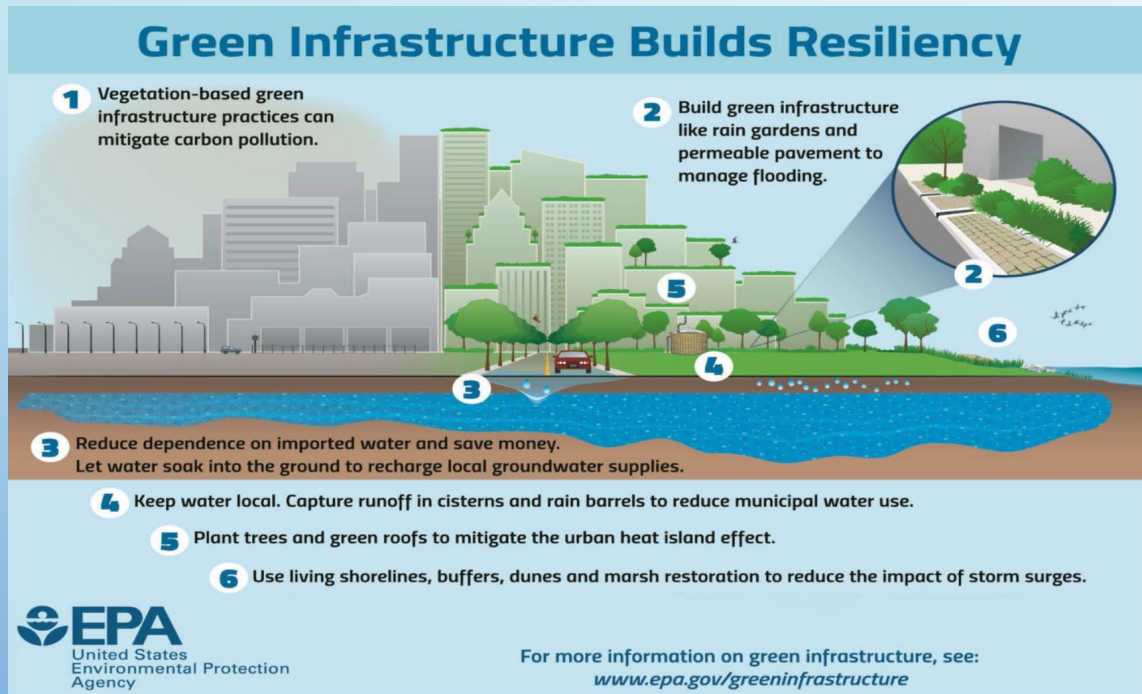 Green Infrastructure Builds Resiliency
1 Vegetation-based green
infrastructure practices can
mitigate carbon pollution.
2 Build green infrastructure
like rain gardens and
permeable pavement to
manage flooding.
2
5
6
4
3
3 Reduce dependence on imported water and save money.
Let water soak into the ground to recharge local groundwater supplies.
4 Keep water local. Capture runoff in cisterns and rain barrels to reduce municipal water use.
5 Plant trees and green roofs to mitigate the urban heat island effect.
6 Use living shorelines, buffers, dunes and marsh restoration to reduce the impact of storm surges.
EPA
United States
Environmental Protection
Agency
For more information on green infrastructure, see:
www.epa.gov/greeninfrastructure